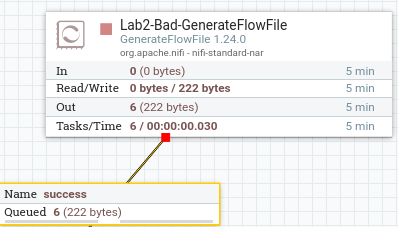 Lab2-Bad-GenerateFlowFile
GenerateFlowFile 1.24.0
org.apache.nifi - nifi-standard-nar
In 0 (0 bytes) 5 min
Read/Write 0 bytes / 222 bytes 5 min
Out 6 (222 bytes) 5 min
Tasks/Time 6 / 00:00:00.030 5 min
Name success
Queued 6 (222 bytes)